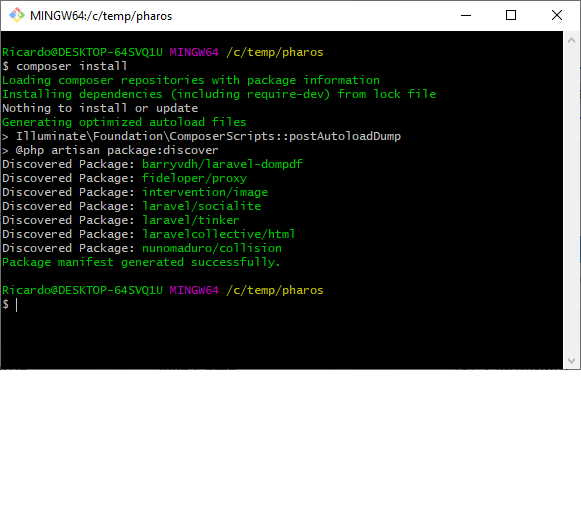 MINGW64:/c/temp/pharos
Ricardo@DESKTOP-64SVQ1U MINGW64 /c/temp/pharos
$ composer install
Loading composer repositories with package information
Installing dependencies (including require-dev) from lock file
Nothing to install or update
Generating optimized autoload files
> Illuminate\Foundation\ComposerScripts::postAutoloadDump
> @php artisan package:discover
Discovered Package: barryvdh/laravel-dompdf
Discovered Package: fideloper/proxy
Discovered Package: intervention/image
Discovered Package: laravel/socialite
Discovered Package: laravel/tinker
Discovered Package: laravelcollective/html
Discovered Package: nunomaduro/collision
Package manifest generated successfully.
Ricardo@DESKTOP-64SVQ1U MINGW64 /c/temp/pharos
$